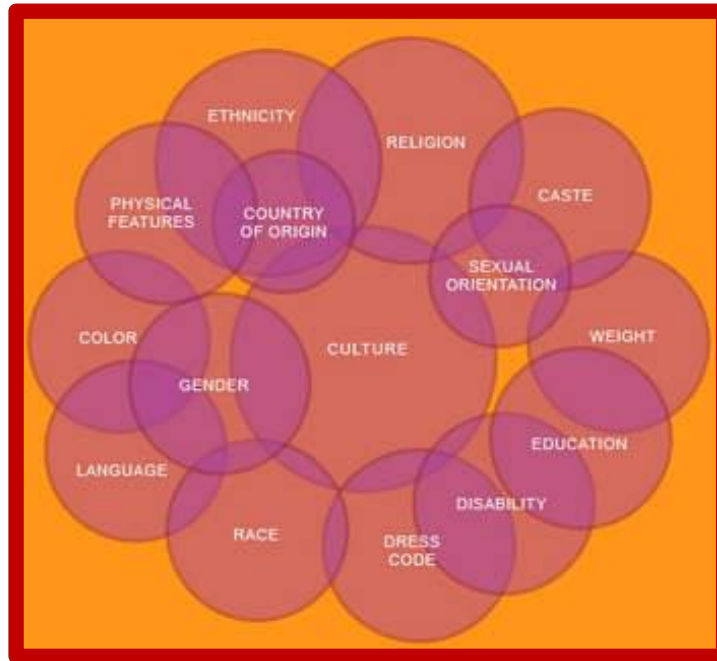 ETHNICITY
RELIGION
CASTE
PHYSICAL
FEATURES
COUNTRY
OF ORIGIN
SEXUAL
ORIENTATION
COLOR
CULTURE
WEIGHT
GENDER
EDUCATION
LANGUAGE
DISABILITY
RACE
DRESS
CODE